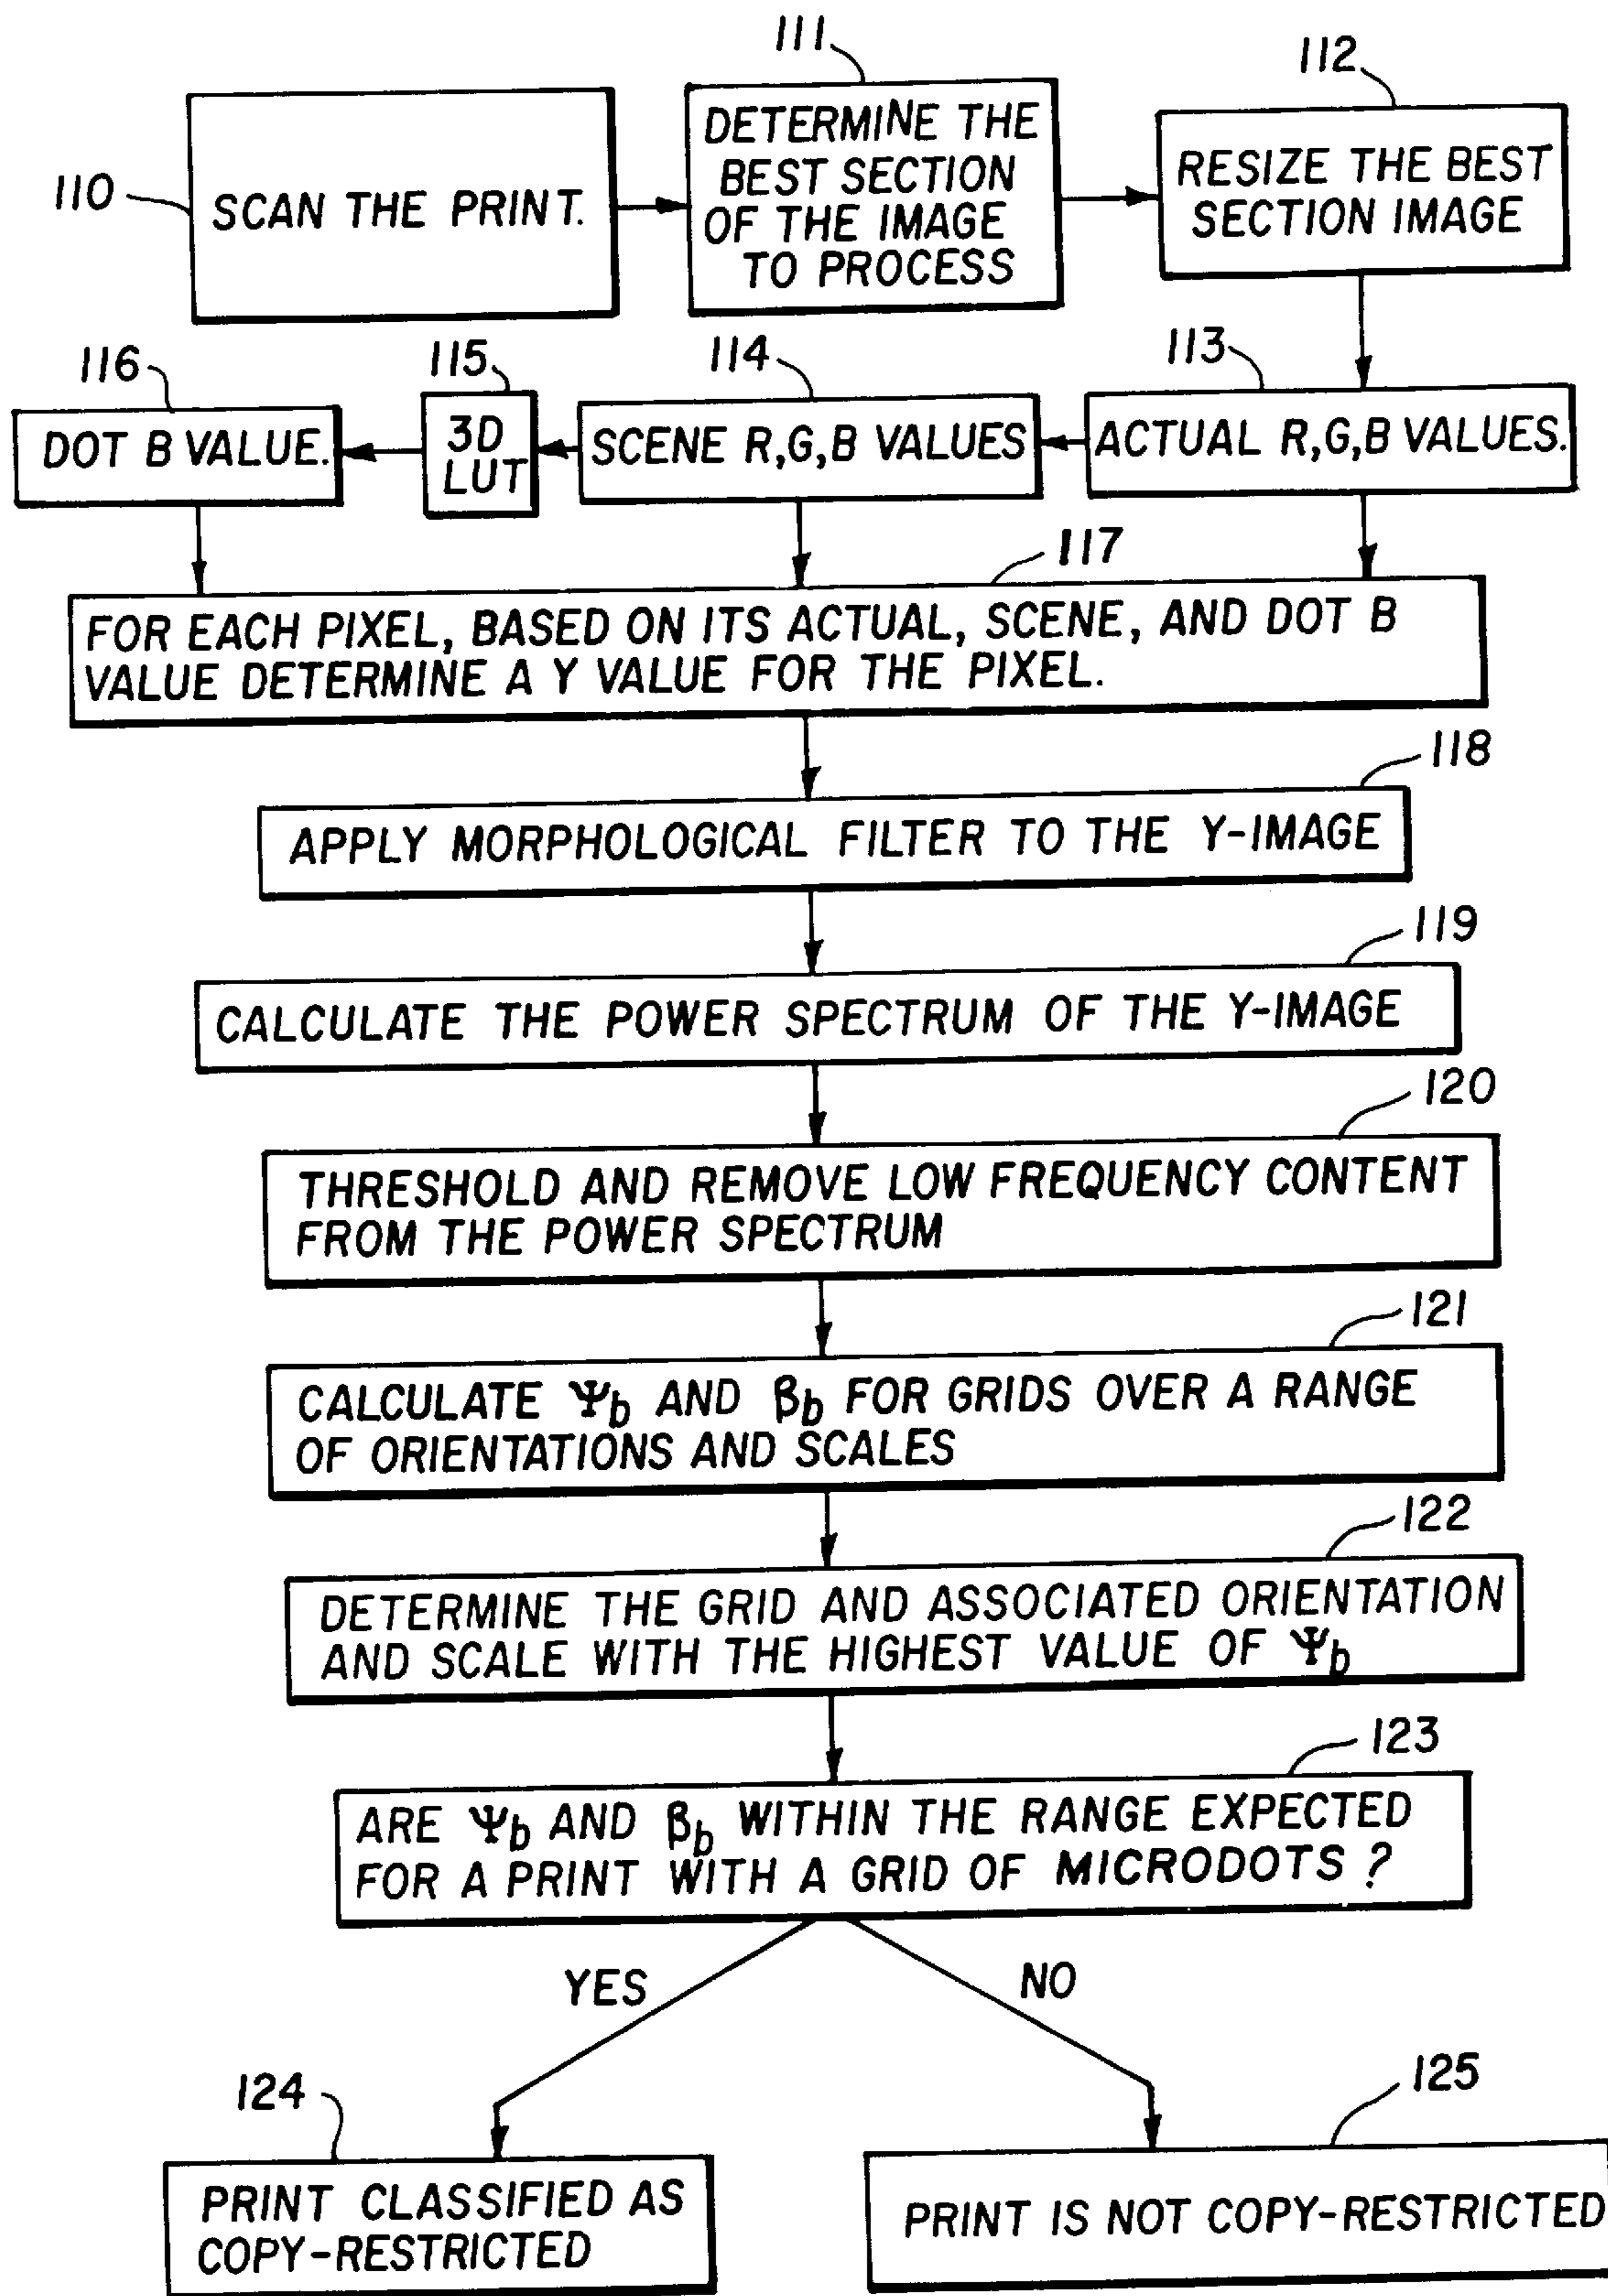 111
112
110
SCAN THE PRINT.
DETERMINE THE
BEST SECTION
OF THE IMAGE
TO PROCESS
RESIZE THE BEST
SECTION IMAGE
116
115
114
113
DOT B VALUE.
3D
LUT
SCENE R,G,B VALUES
ACTUAL R,G,B VALUES.
117
FOR EACH PIXEL, BASED ON ITS ACTUAL, SCENE, AND DOT B
VALUE DETERMINE A Y VALUE FOR THE PIXEL.
118
APPLY MORPHOLOGICAL FILTER TO THE Y-IMAGE
119
CALCULATE THE POWER SPECTRUM OF THE Y-IMAGE
120
THRESHOLD AND REMOVE LOW FREQUENCY CONTENT
FROM THE POWER SPECTRUM
121
CALCULATE Ψb AND βb FOR GRIDS OVER A RANGE
OF ORIENTATIONS AND SCALES
122
DETERMINE THE GRID AND ASSOCIATED ORIENTATION
AND SCALE WITH THE HIGHEST VALUE OF Ψb
123
ARE Ψb AND βb WITHIN THE RANGE EXPECTED
FOR A PRINT WITH A GRID OF MICRODOTS ?
YES
NO
124
125
PRINT CLASSIFIED AS
COPY-RESTRICTED
PRINT IS NOT COPY-RESTRICTED